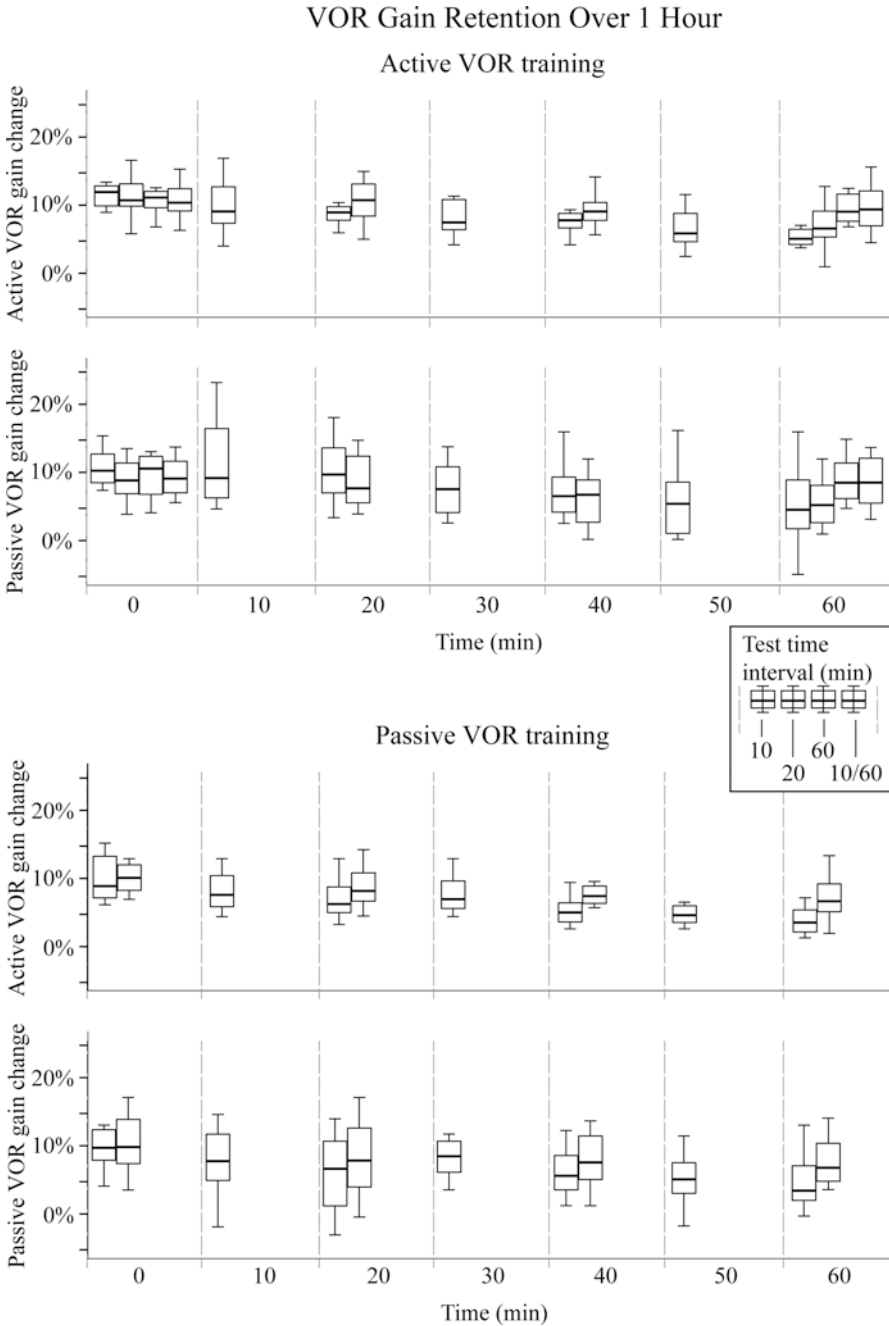 VOR Gain Retention Over 1 Hour
Active VOR training
Active VOR gain change
20%
10%
0%
Passive VOR gain change
20%
10%
0%
0 10 20 30 40 50 60
Time (min)
Test time
interval (min)
10 60
20 10/60
Passive VOR training
Active VOR gain change
20%
10%
0%
Passive VOR gain change
20%
10%
0%
0 10 20 30 40 50 60
Time (min)